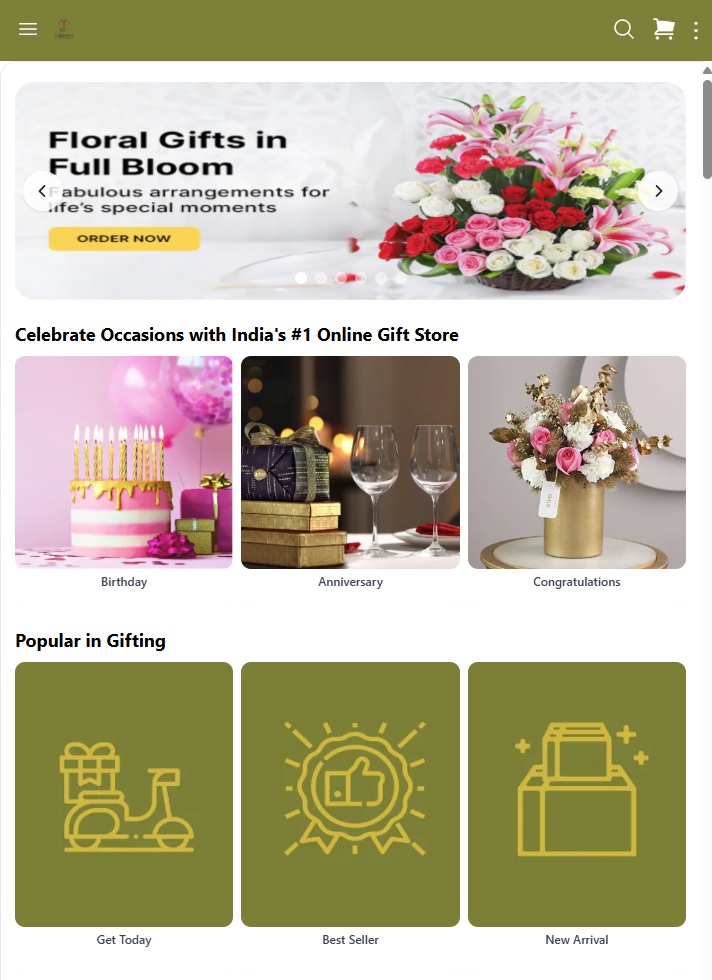 Floral Gifts in
Full Bloom
Fabulous arrangements for
life's special moments
ORDER NOW
Celebrate Occasions with India's #1 Online Gift Store
Birthday
Anniversary
Congratulations
Popular in Gifting
Get Today
Best Seller
New Arrival